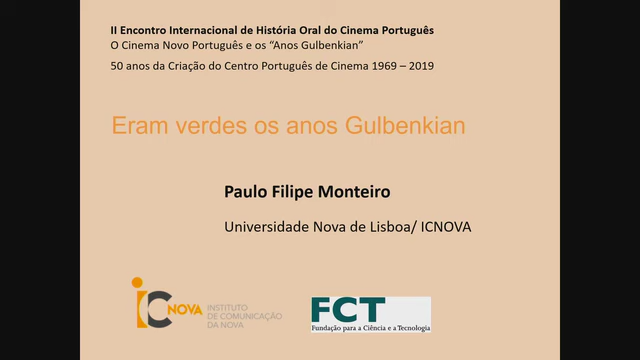 II Encontro Internacional de História Oral do Cinema Português
O Cinema Novo Português e os “Anos Gulbenkian”
50 anos da Criação do Centro Português de Cinema 1969 – 2019
Eram verdes os anos Gulbenkian
Paulo Filipe Monteiro
Universidade Nova de Lisboa/ ICNOVA
ic NOVA
INSTITUTO
DE COMUNICAÇÃO
DA NOVA
FCT
Fundação para a Ciência e a Tecnologia